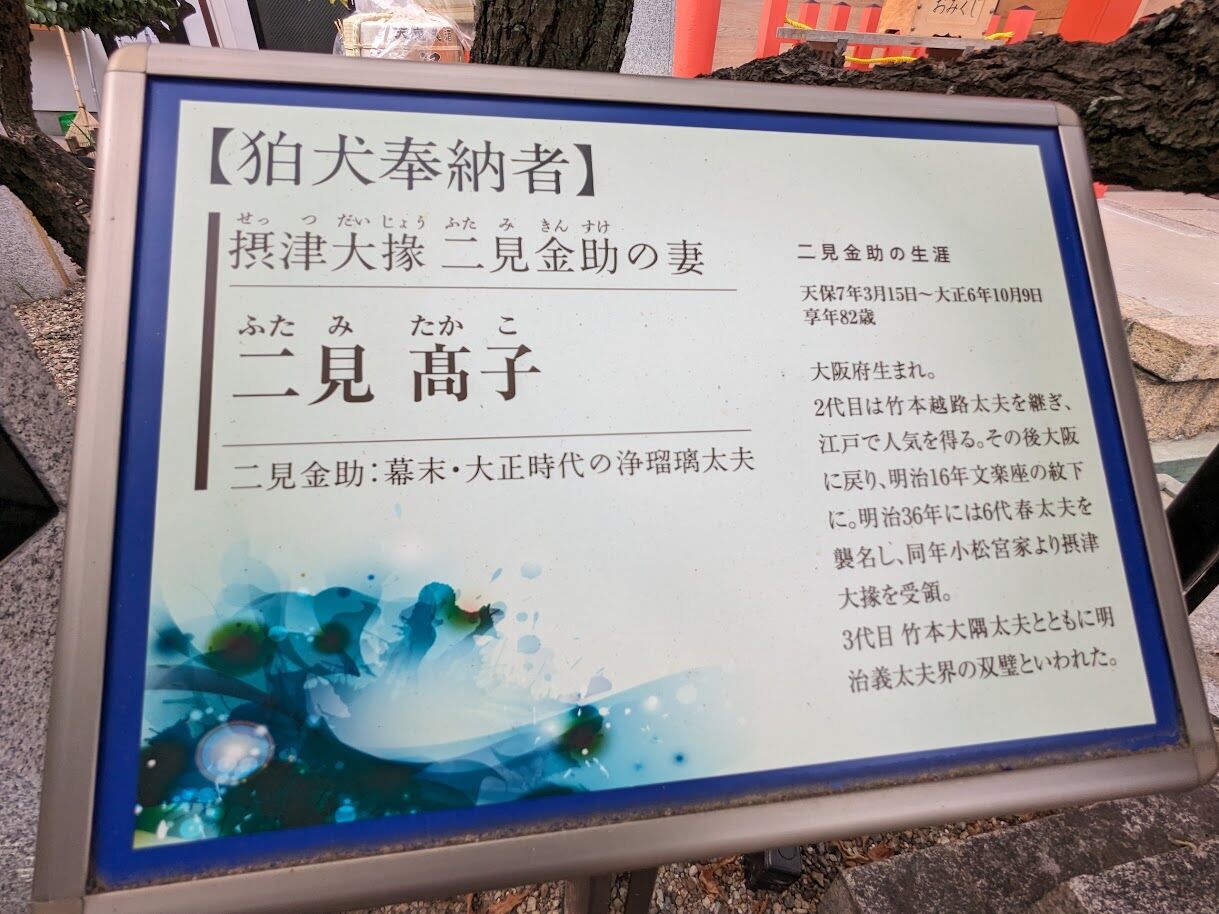 おみくじ
【狛犬奉納者】
せっつだいじょう ふたみきんすけ
摂津大掾 二見金助の妻
ふたみ たかこ
二見 髙子
二見金助：幕末・大正時代の浄瑠璃太夫
二見金助の生涯
天保7年3月15日～大正6年10月9日
享年82歳
大阪府生まれ。
2代目は竹本越路太夫を継ぎ、
江戸で人気を得る。その後大阪
に戻り、明治16年文楽座の紋下
に。明治36年には6代春太夫を
襲名し、同年小松宮家より摂津
大掾を受領。
3代目 竹本大隅太夫とともに明
治義太夫界の双璧といわれた。